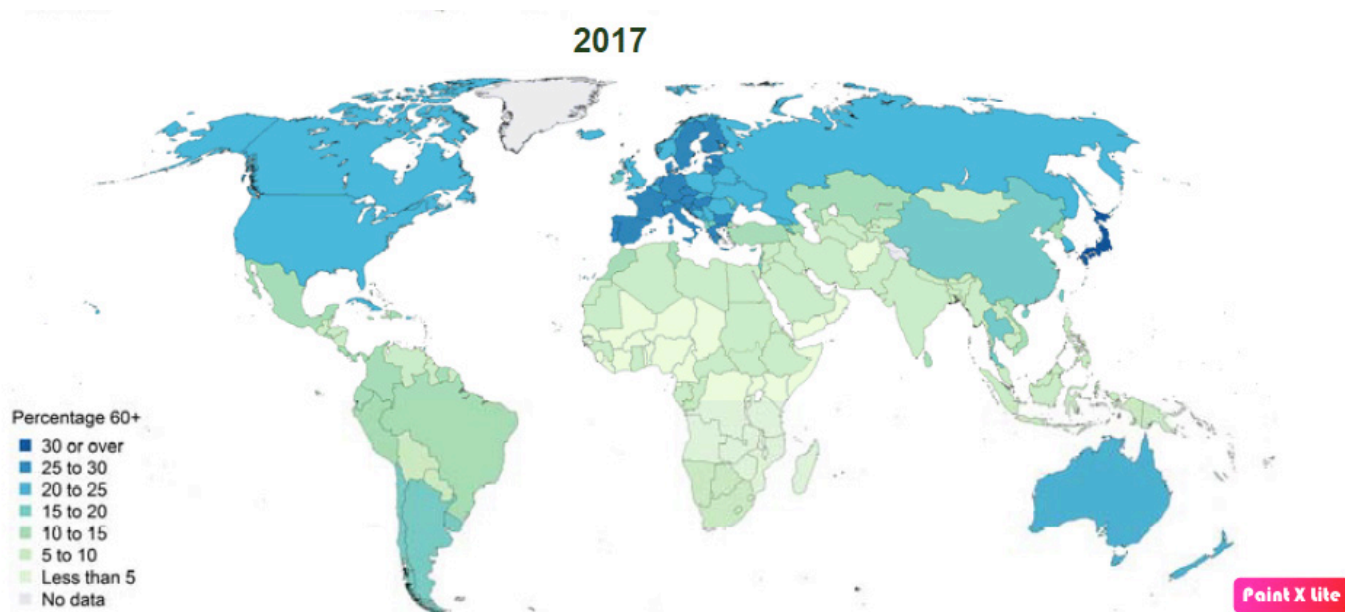 2017
Percentage 60+
30 or over
25 to 30
20 to 25
15 to 20
10 to 15
5 to 10
Less than 5
No data
Paint X lite